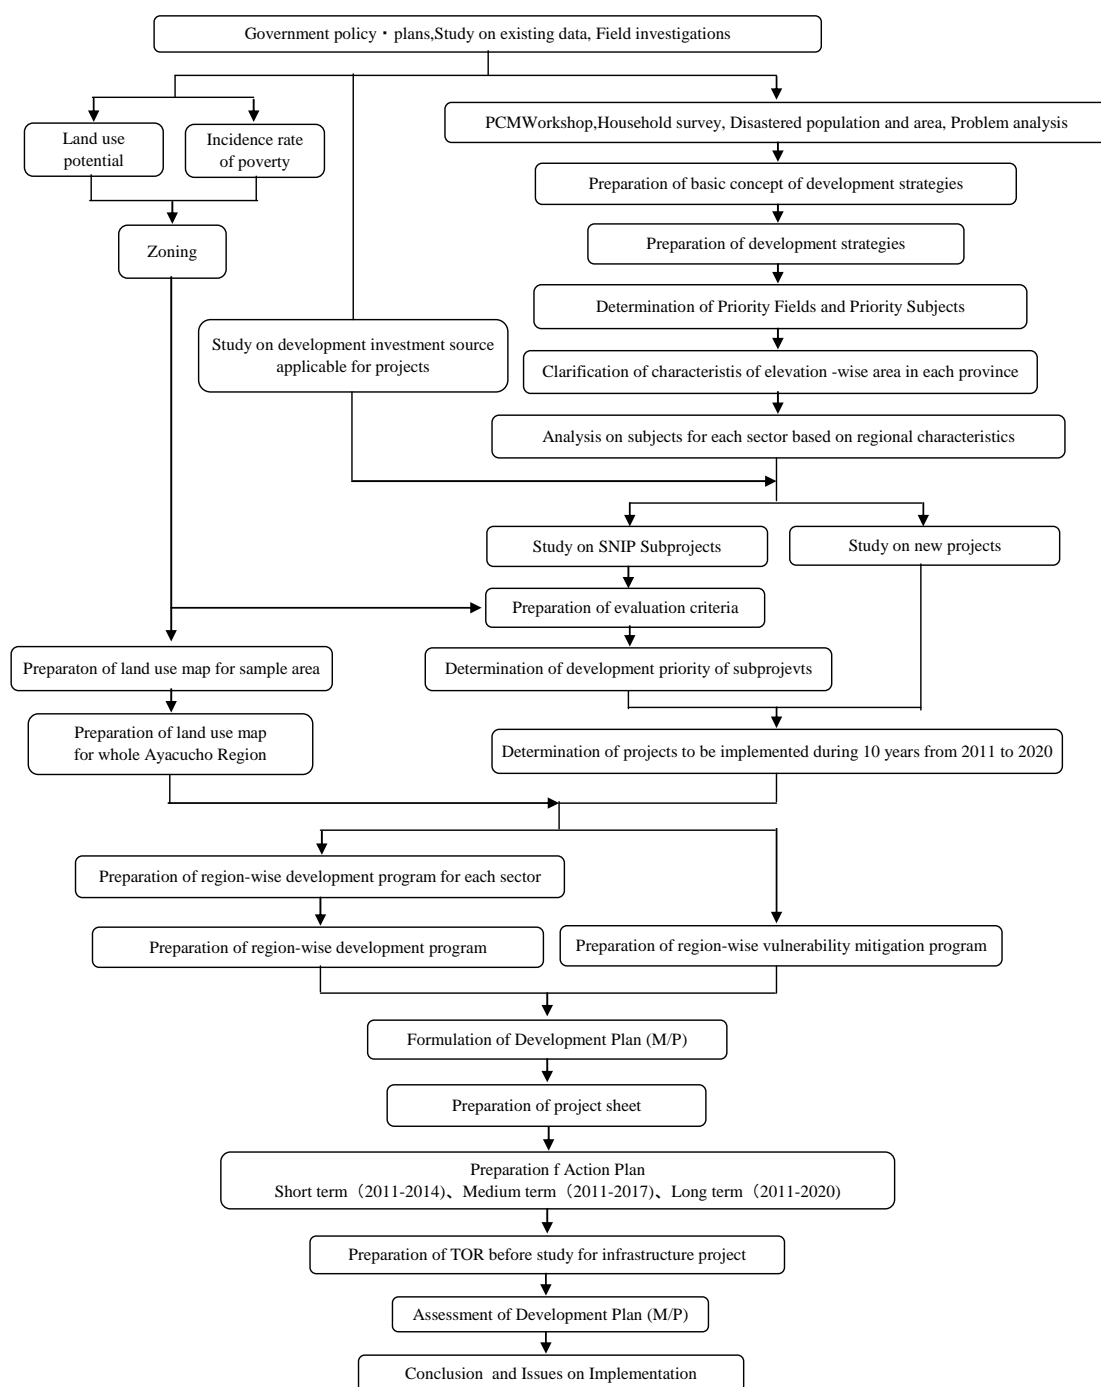 Government policy・plans,Study on existing data, Field investigations
Land use
potential
Incidence rate
of poverty
PCMWorkshop,Household survey, Disastered population and area, Problem analysis
Preparation of basic concept of development strategies
Zoning
Preparation of development strategies
Determination of Priority Fields and Priority Subjects
Study on development investment source
applicable for projects
Clarification of characteristis of elevation -wise area in each province
Analysis on subjects for each sector based on regional characteristics
Study on SNIP Subprojects
Study on new projects
Preparation of evaluation criteria
Preparaton of land use map for sample area
Determination of development priority of subprojevts
Preparation of land use map
for whole Ayacucho Region
Determination of projects to be implemented during 10 years from 2011 to 2020
Preparation of region-wise development program for each sector
Preparation of region-wise development program
Preparation of region-wise vulnerability mitigation program
Formulation of Development Plan (M/P)
Preparation of project sheet
Preparation f Action Plan
Short term（2011-2014)、Medium term（2011-2017)、Long term（2011-2020)
Preparation of TOR before study for infrastructure project
Assessment of Development Plan (M/P)
Conclusion  and Issues on Implementation